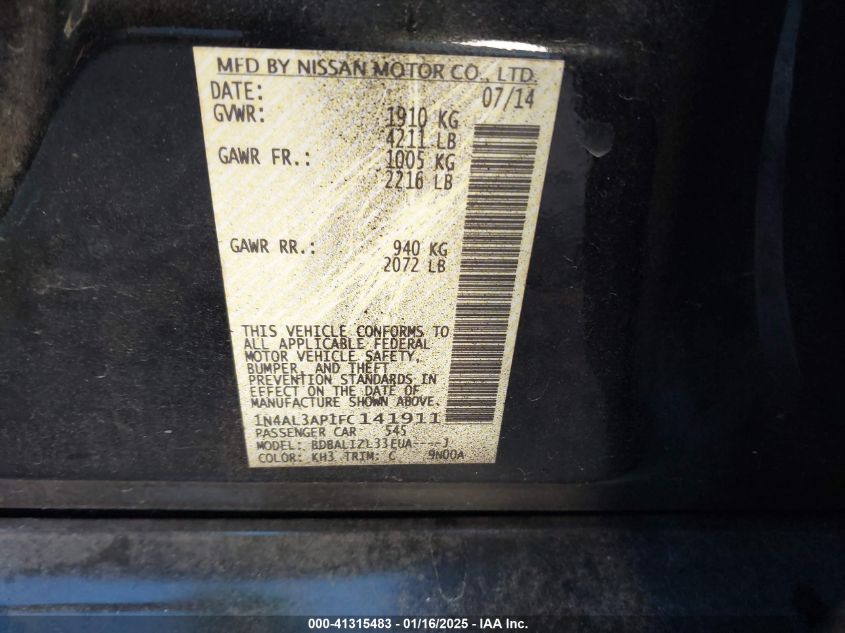 MFD BY NISSAN MOTOR CO., LTD.
DATE: 07/14
GVWR: 1910 KG
4211 LB
GAWR FR.: 1005 KG
2216 LB
GAWR RR.: 940 KG
2072 LB
THIS VEHICLE CONFORMS TO
ALL APPLICABLE FEDERAL
MOTOR VEHICLE SAFETY,
BUMPER, AND THEFT
PREVENTION STANDARDS IN
EFFECT ON THE DATE OF
MANUFACTURE SHOWN ABOVE.
1N4AL3AP1FC141911
PASSENGER CAR 545
MODEL: BDBALIZL33EUA----J
COLOR: KH3 TRIM: C 9N00A
000-41315483 - 01/16/2025 - IAA Inc.